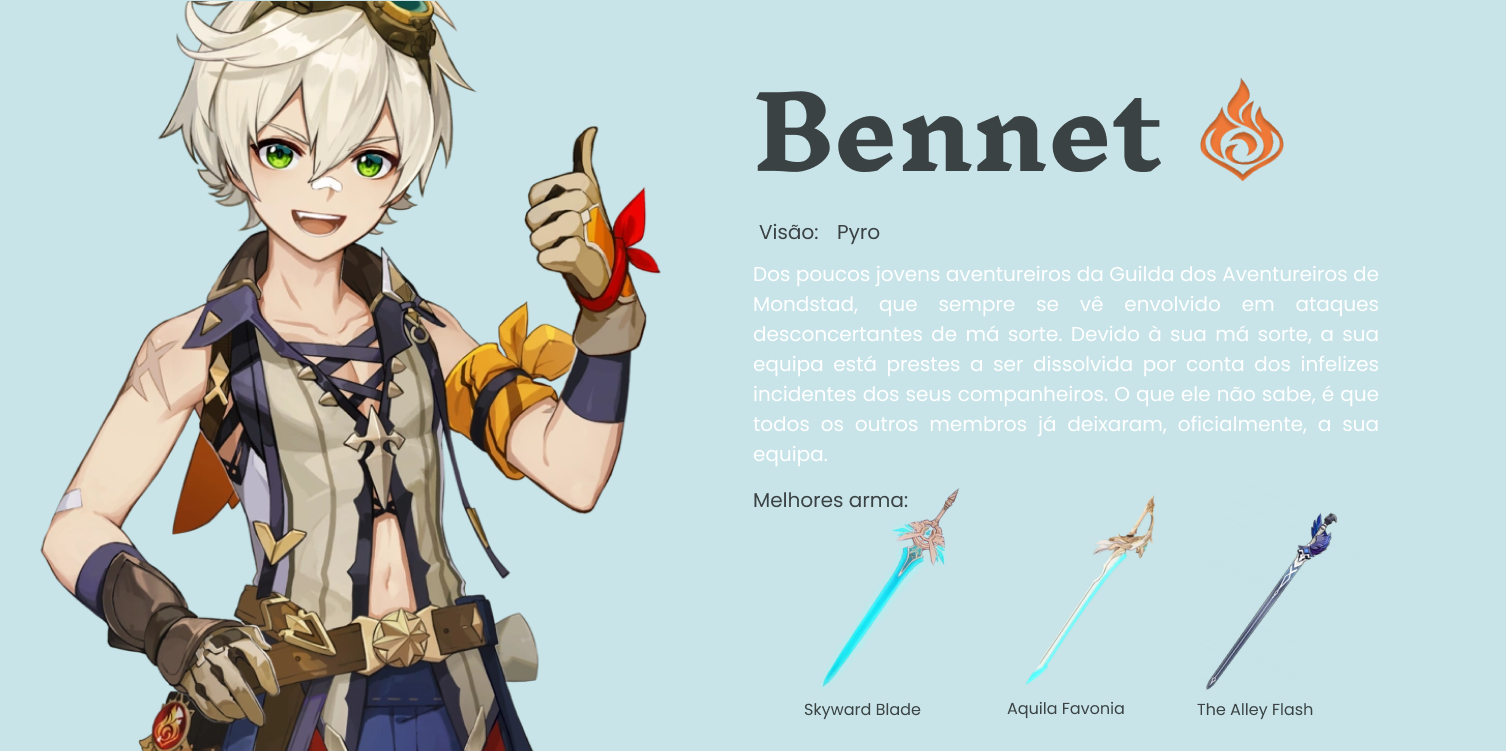 Bennet
Visão: Pyro
Dos poucos jovens aventureiros da Guilda dos Aventureiros de
Mondstad, que sempre se vê envolvido em ataques
desconcertantes de má sorte. Devido à sua má sorte, a sua
equipa está prestes a ser dissolvida por conta dos infelizes
incidentes dos seus companheiros. O que ele não sabe, é que
todos os outros membros já deixaram, oficialmente, a sua
equipa.
Melhores arma:
Skyward Blade
Aquila Favonia
The Alley Flash